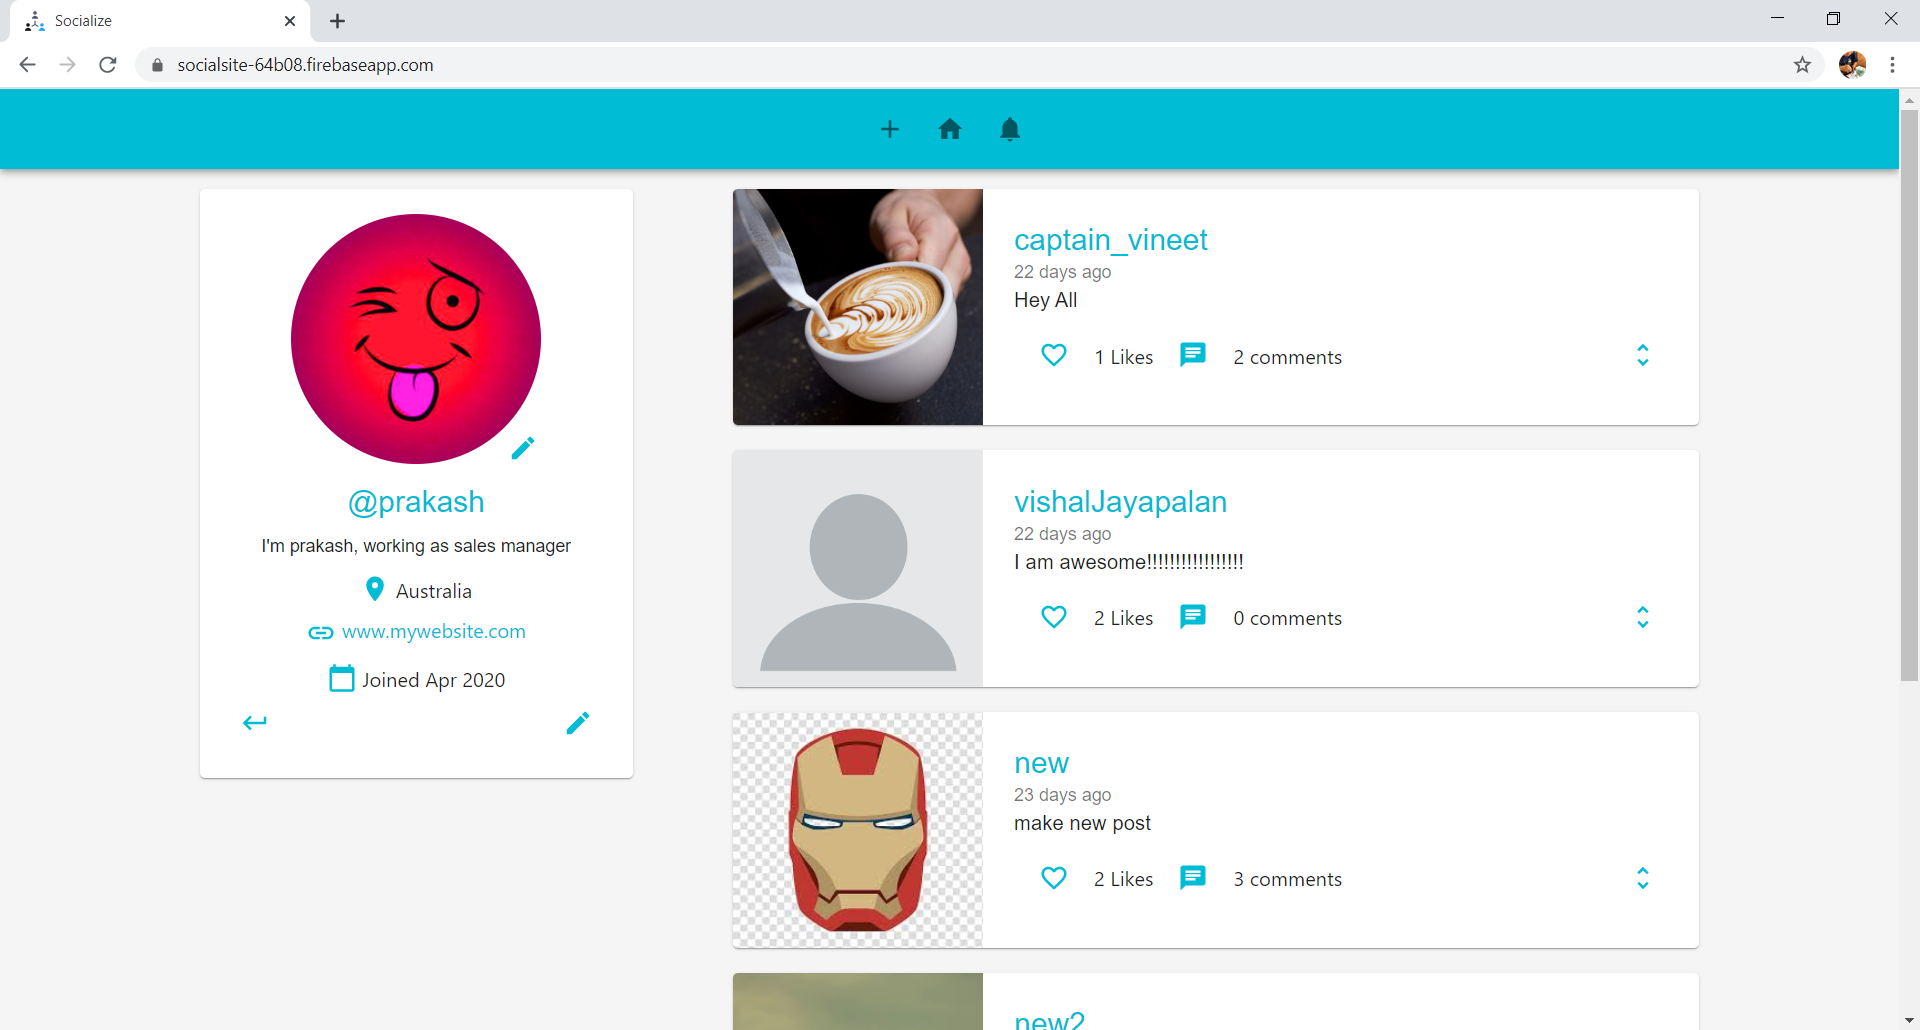 Socialize
socialsite-64b08.firebaseapp.com
@prakash
I'm prakash, working as sales manager
Australia
www.mywebsite.com
Joined Apr 2020
captain_vineet
22 days ago
Hey All
1 Likes 2 comments
vishalJayapalan
22 days ago
I am awesome!!!!!!!!!!!!!!!!!
2 Likes 0 comments
new
23 days ago
make new post
2 Likes 3 comments
new2